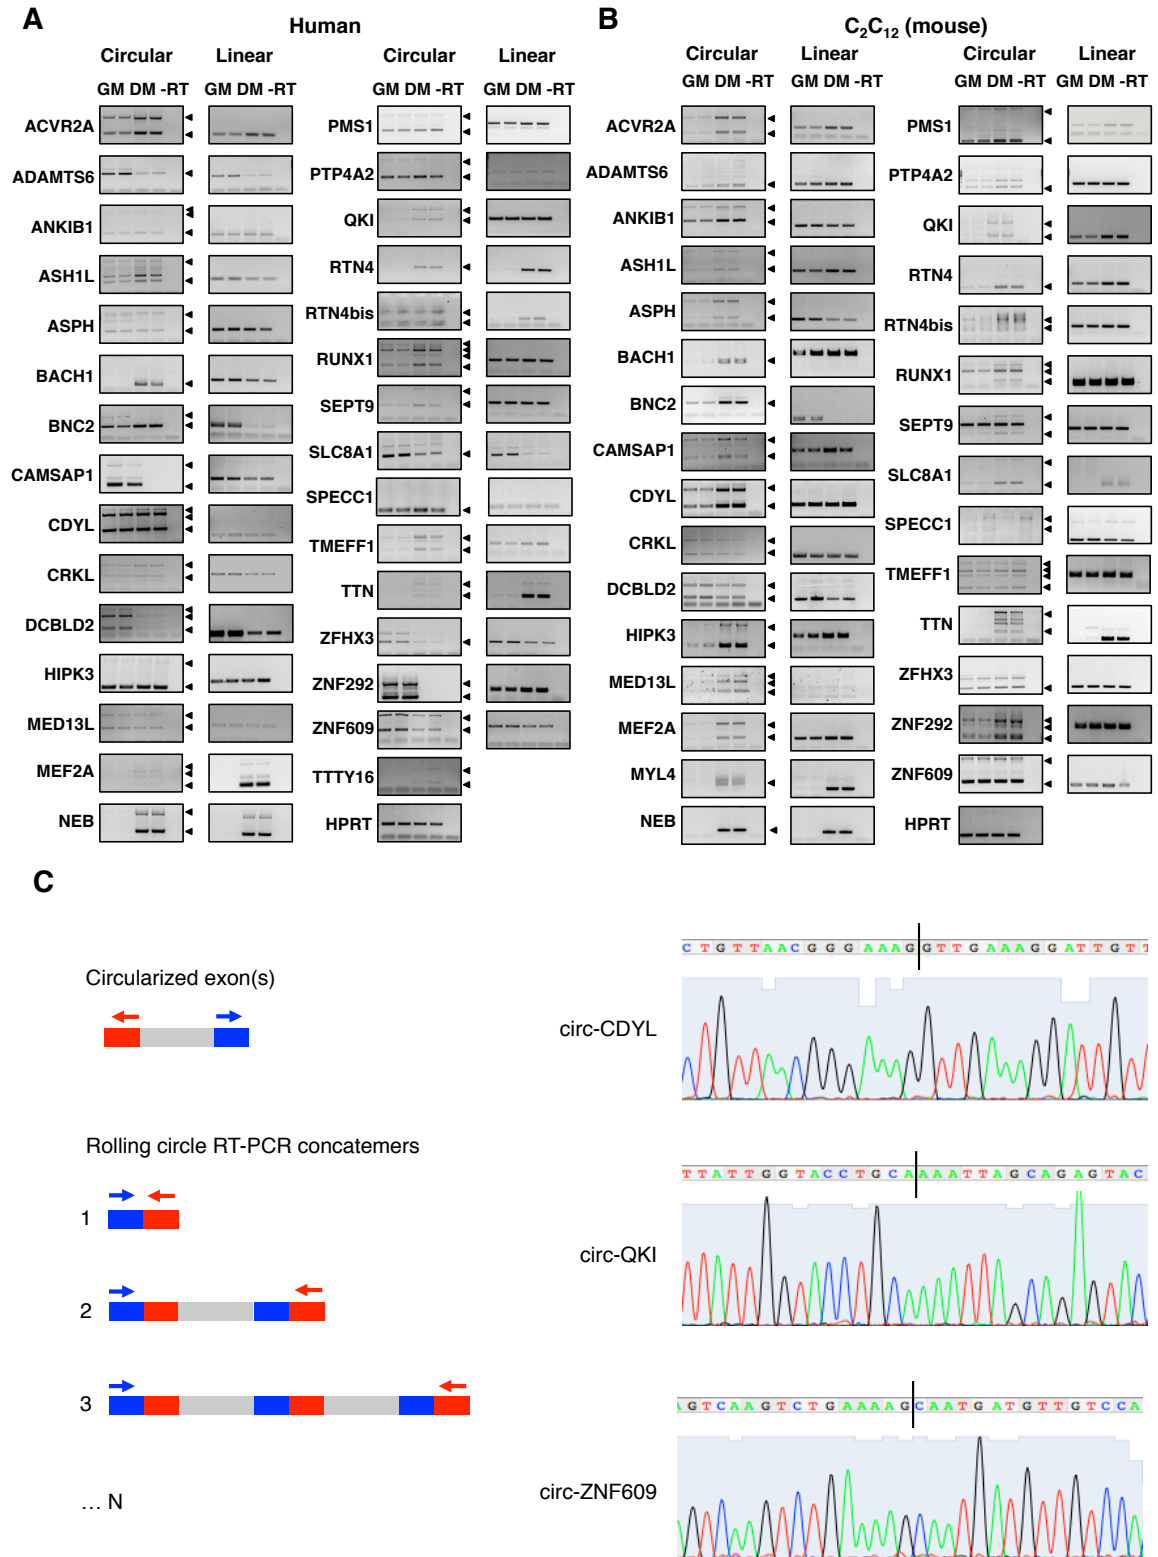 A
Human
Circular
Linear
Circular
Linear
GM DM -RT
GM DM -RT
GM DM -RT
GM DM -RT
ACVR2A
ADAMTS6
ANKIB1
ASH1L
ASPH
BACH1
BNC2
CAMSAP1
CDYL
CRKL
DCBLD2
HIPK3
MED13L
MEF2A
NEB
PMS1
PTP4A2
QKI
RTN4
RTN4bis
RUNX1
SEPT9
SLC8A1
SPECC1
TMEFF1
TTN
ZFHX3
ZNF292
ZNF609
TTTY16
HPRT
B
C2C12 (mouse)
Circular
Linear
Circular
Linear
GM DM -RT
GM DM -RT
GM DM -RT
GM DM -RT
ACVR2A
ADAMTS6
ANKIB1
ASH1L
ASPH
BACH1
BNC2
CAMSAP1
CDYL
CRKL
DCBLD2
HIPK3
MED13L
MEF2A
MYL4
NEB
PMS1
PTP4A2
QKI
RTN4
RTN4bis
RUNX1
SEPT9
SLC8A1
SPECC1
TMEFF1
TTN
ZFHX3
ZNF292
ZNF609
HPRT
C
Circularized exon(s)
Rolling circle RT-PCR concatemers
1
2
3
... N
circ-CDYL
C T G T T A A C G G G A A A G G T T G A A A G G A T T G T T
circ-QKI
T T A T T G G T A C C T G C A A A A T T A G C A G A G T A C
circ-ZNF609
A G T C A A G T C T G A A A A G C A A T G A T G T T G T C C A